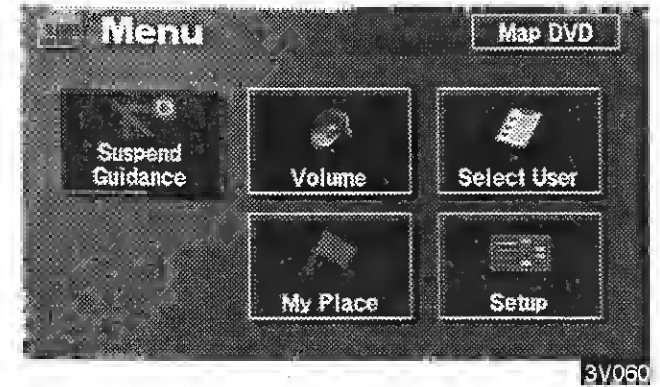 Menu
Map DVD
Suspend
Guidance
Volume
Select User
My Place
Setup
3V060